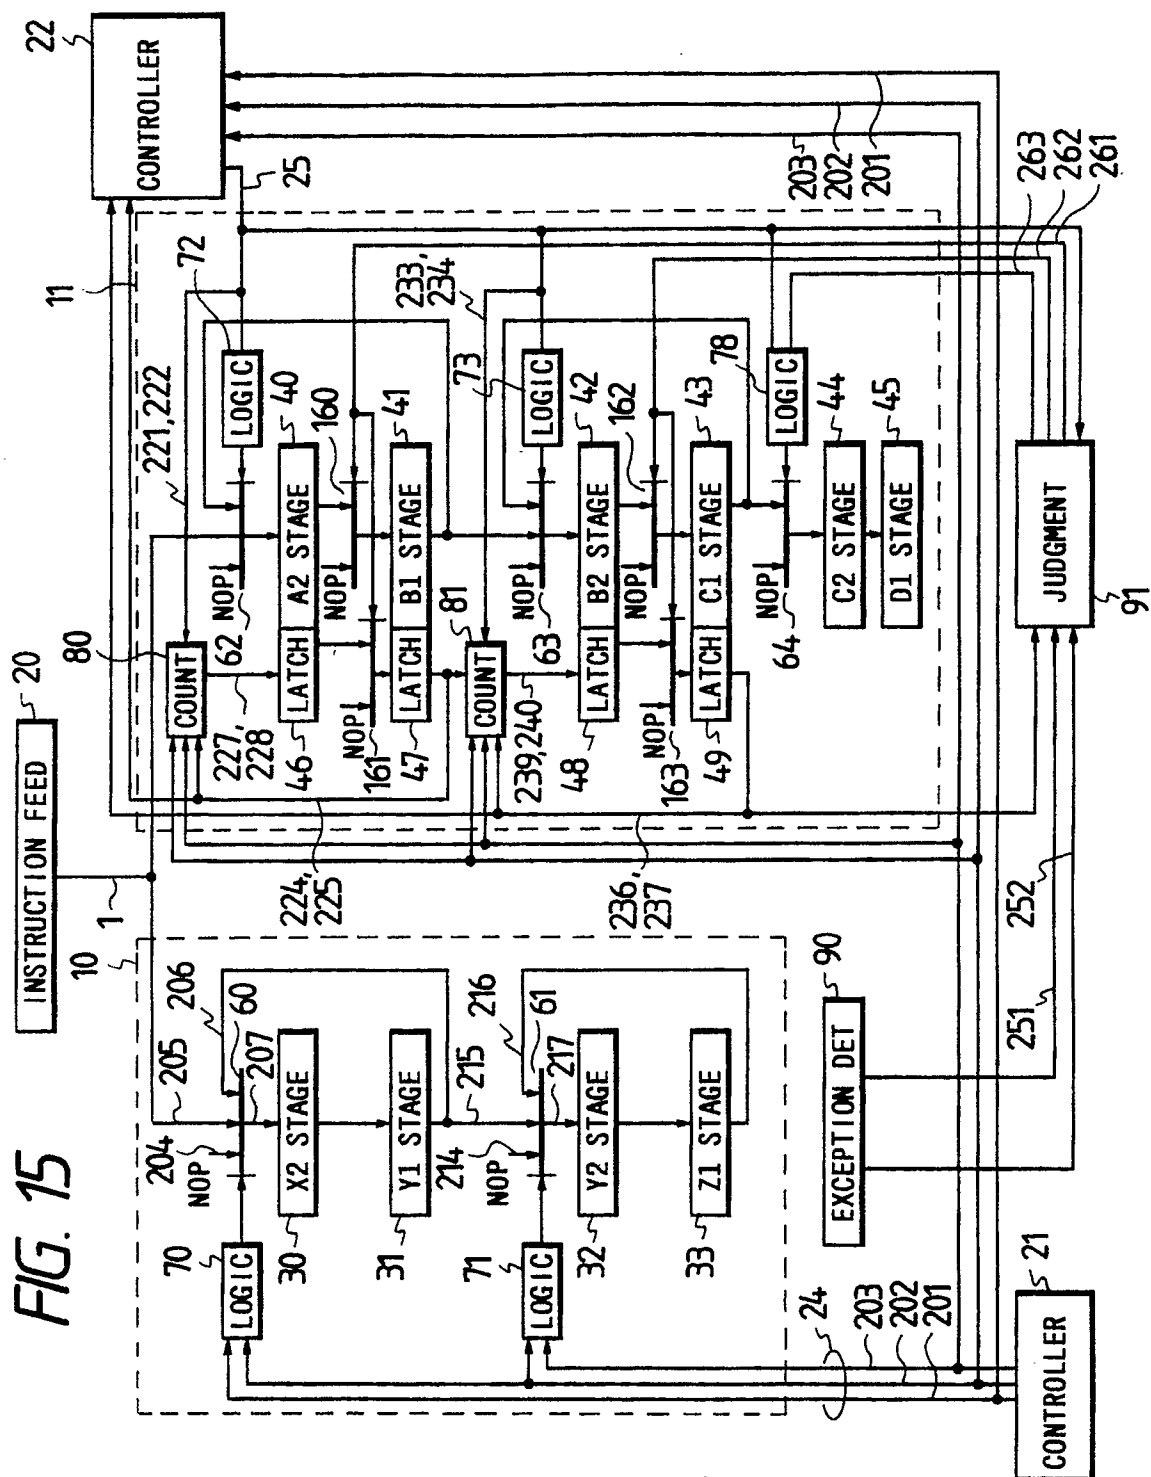 FIG. 15
INSTRUCTION FEED
20
1
10
11
22
CONTROLLER
25
205
206
60
204
NOP
207
70
LOGIC
X2 STAGE
30
Y1 STAGE
31
215
216
61
214
NOP
217
71
LOGIC
Y2 STAGE
32
Z1 STAGE
33
80
COUNT
221, 222
72
LOGIC
NOP
62
227, 228
LATCH
A2 STAGE
40
46
160
NOP
NOP
161
LATCH
B1 STAGE
41
47
81
COUNT
224, 225
233, 234
73
LOGIC
NOP
63
239, 240
LATCH
B2 STAGE
42
48
162
NOP
NOP
163
LATCH
C1 STAGE
43
49
236, 237
78
LOGIC
NOP
64
C2 STAGE
44
D1 STAGE
45
203
202
201
263
262
261
EXCEPTION DET
90
251
252
JUDGMENT
91
24
203
202
201
21
CONTROLLER